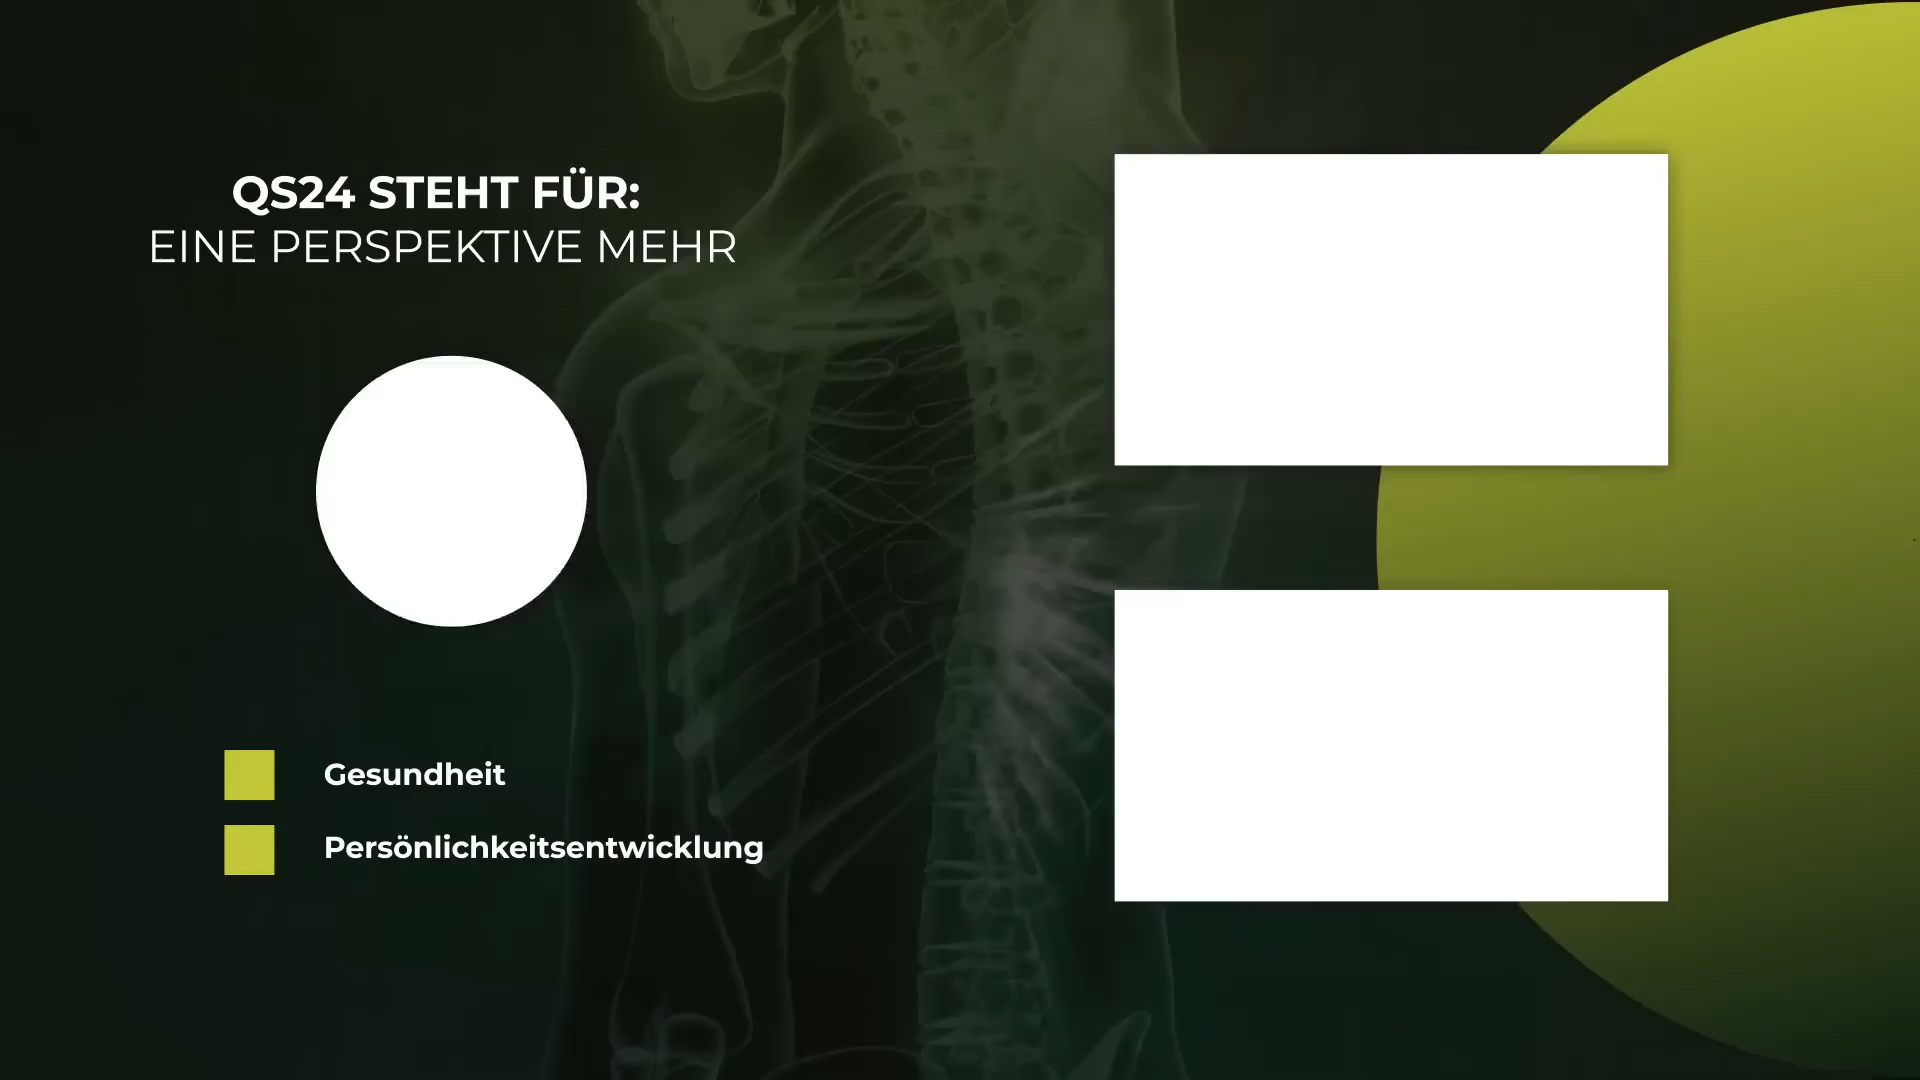 QS24 STEHT FÜR:
EINE PERSPEKTIVE MEHR
Gesundheit
Persönlichkeitsentwicklung